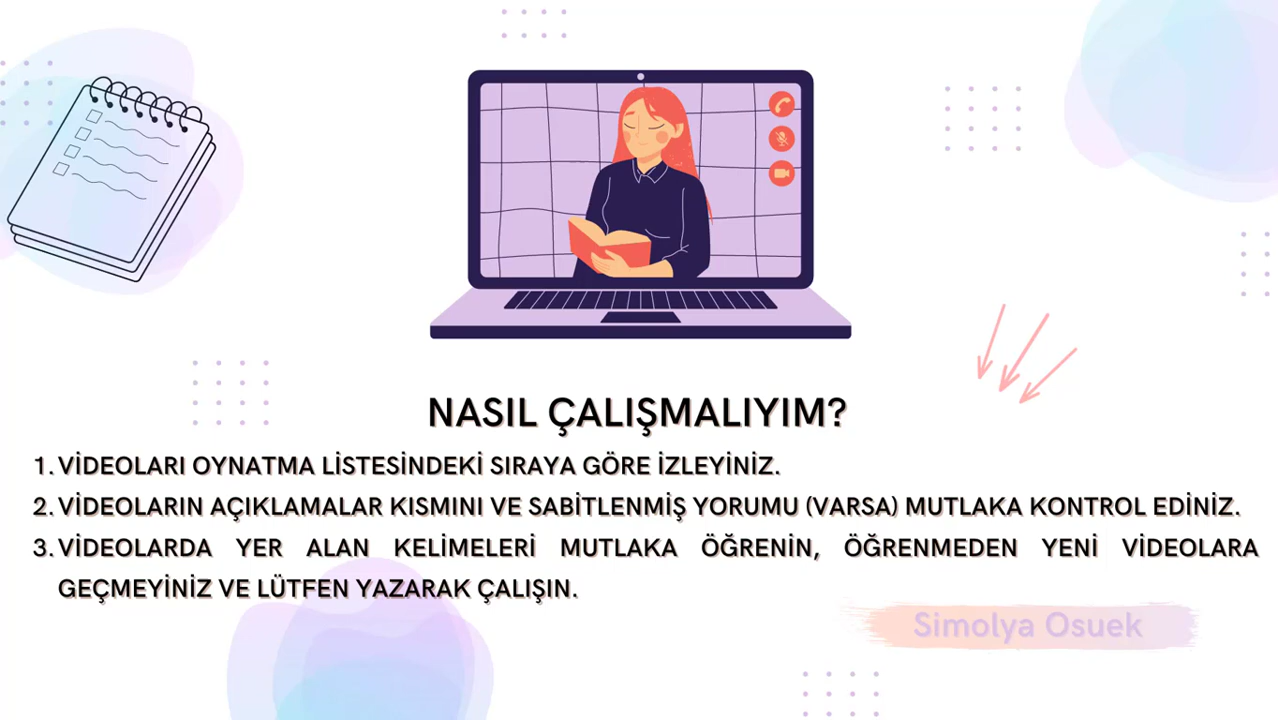 NASIL ÇALIŞMALIYIM?
1. VİDEOLARI OYNATMA LİSTESİNDEKİ SIRAYA GÖRE İZLEYİNİZ.
2. VİDEOLARIN AÇIKLAMALAR KISMINI VE SABİTLENMİŞ YORUMU (VARSA) MUTLAKA KONTROL EDİNİZ.
3. VİDEOLARDA YER ALAN KELİMELERİ MUTLAKA ÖĞRENİN, ÖĞRENMEDEN YENİ VİDEOLARA
GEÇMEYİNİZ VE LÜTFEN YAZARAK ÇALIŞIN.
Simolya Osuek